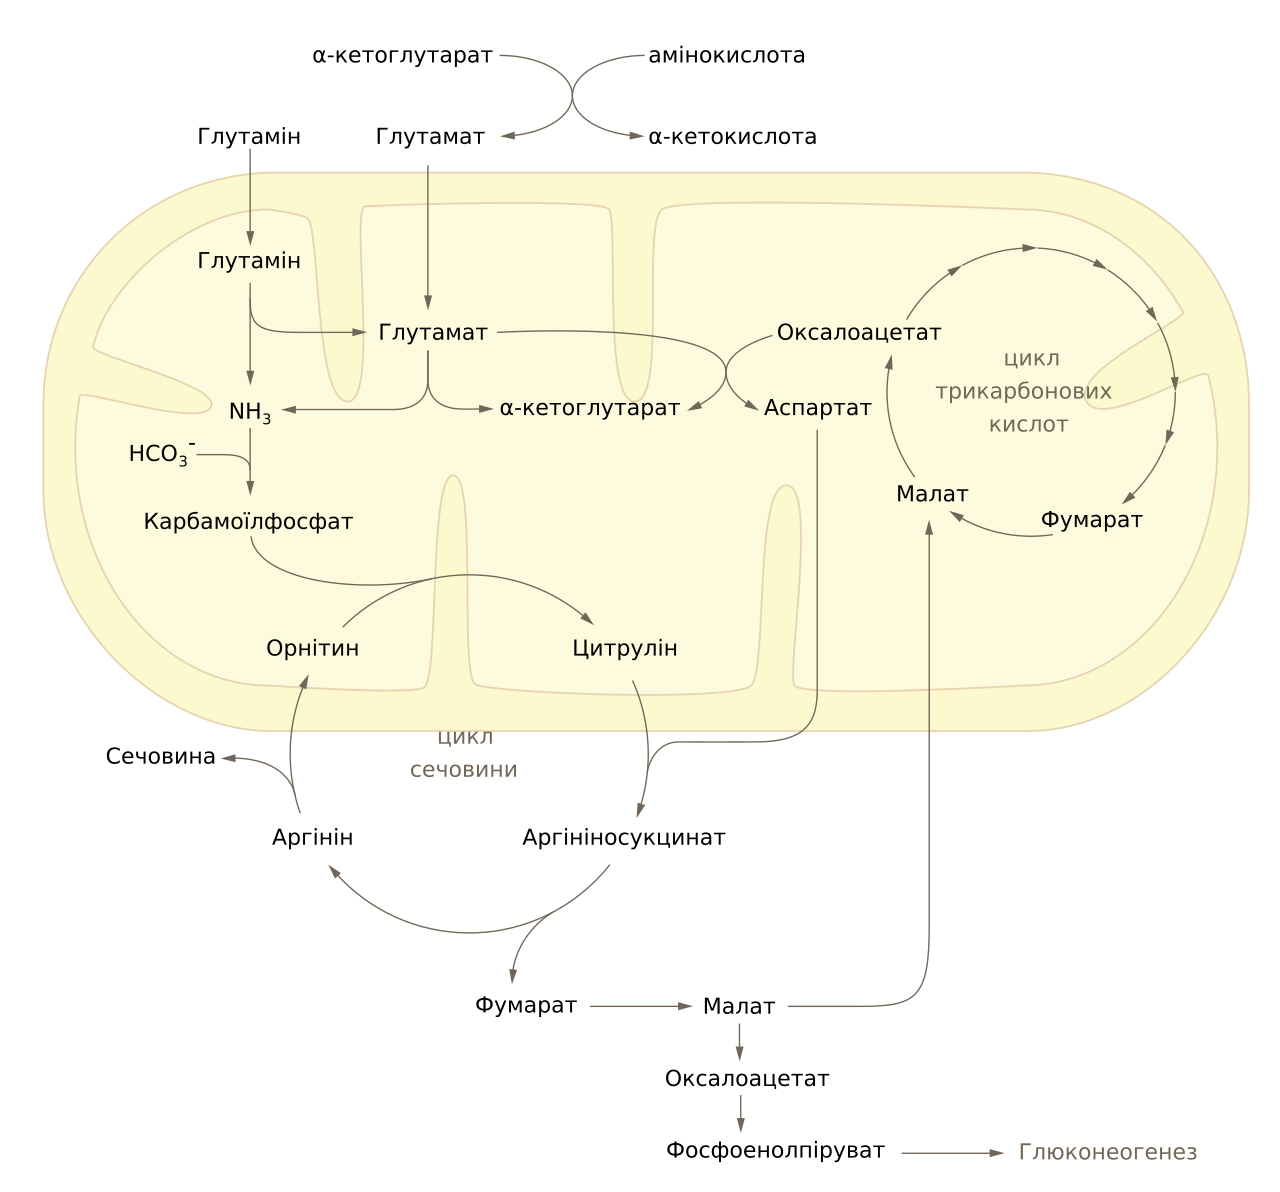 α-кетоглутарат
амінокислота
Глутамін
Глутамат
α-кетокислота
Глутамін
Глутамат
Оксалоацетат
цикл
трикарбонових
кислот
NH₃
α-кетоглутарат
Аспартат
HCO₃⁻
Малат
Карбамоїлфосфат
Фумарат
Орнітин
Цитрулін
цикл
сечовини
Сечовина
Аргінін
Аргініносукцинат
Фумарат
Малат
Оксалоацетат
Фосфоенолпіруват
Глюконеогенез